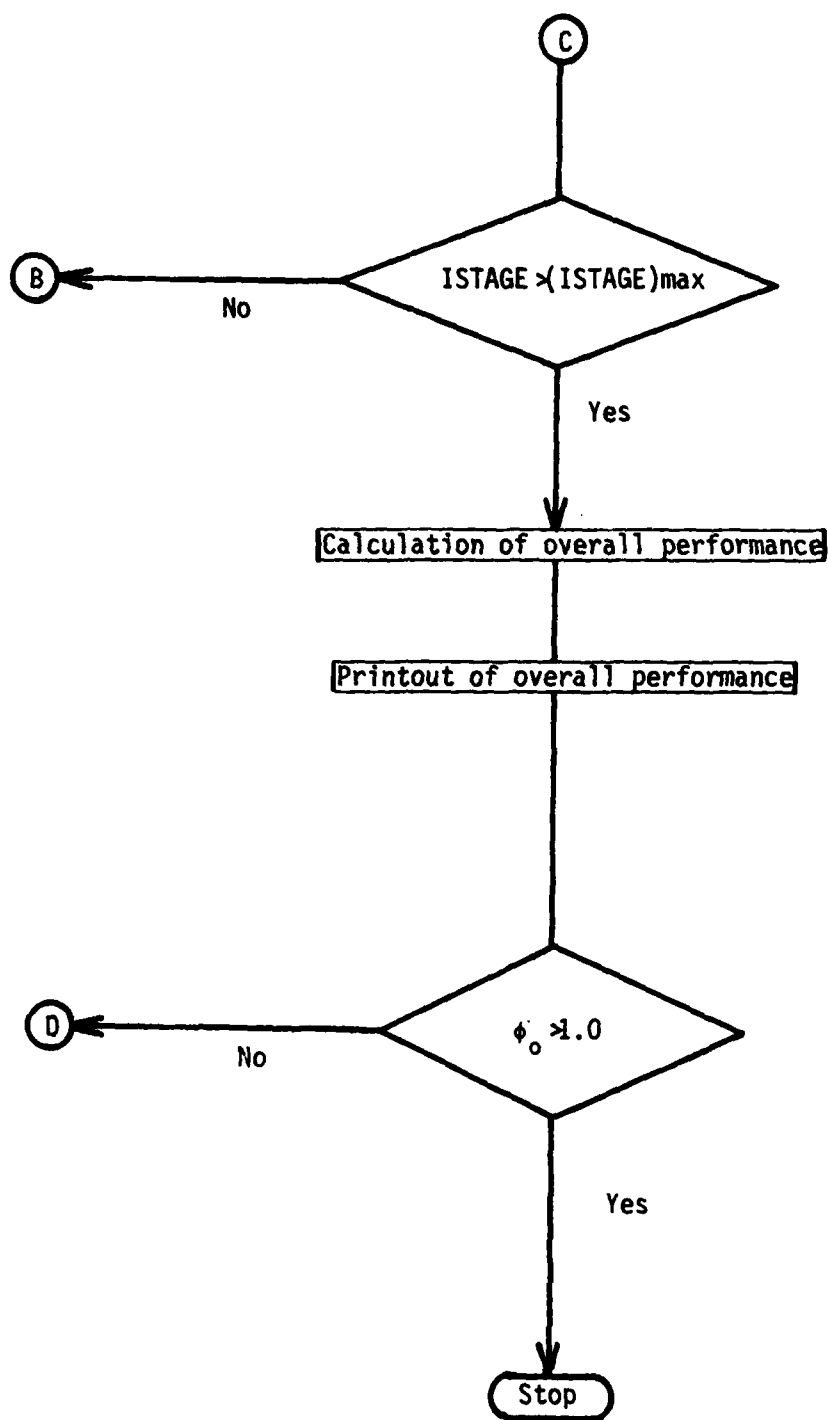 C
ISTAGE >(ISTAGE)max
B
No
Yes
Calculation of overall performance
Printout of overall performance
ϕo >1.0
D
No
Yes
Stop